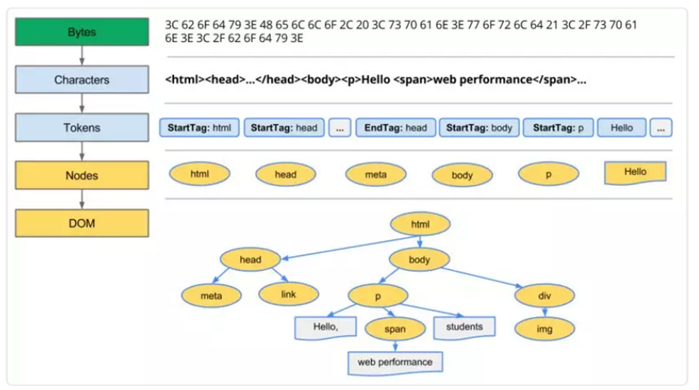 Bytes
3C 62 6F 64 79 3E 48 65 6C 6C 6F 2C 20 3C 73 70 61 6E 3E 77 6F 72 6C 64 21 3C 2F 73 70 61
6E 3E 3C 2F 62 6F 64 79 3E
Characters
<html><head>...</head><body><p>Hello <span>web performance</span>...
Tokens
StartTag: html StartTag: head ... EndTag: head StartTag: body StartTag: p Hello ...
Nodes
html head meta body p Hello
DOM
html
head body
meta link p div
Hello, span students img
web performance